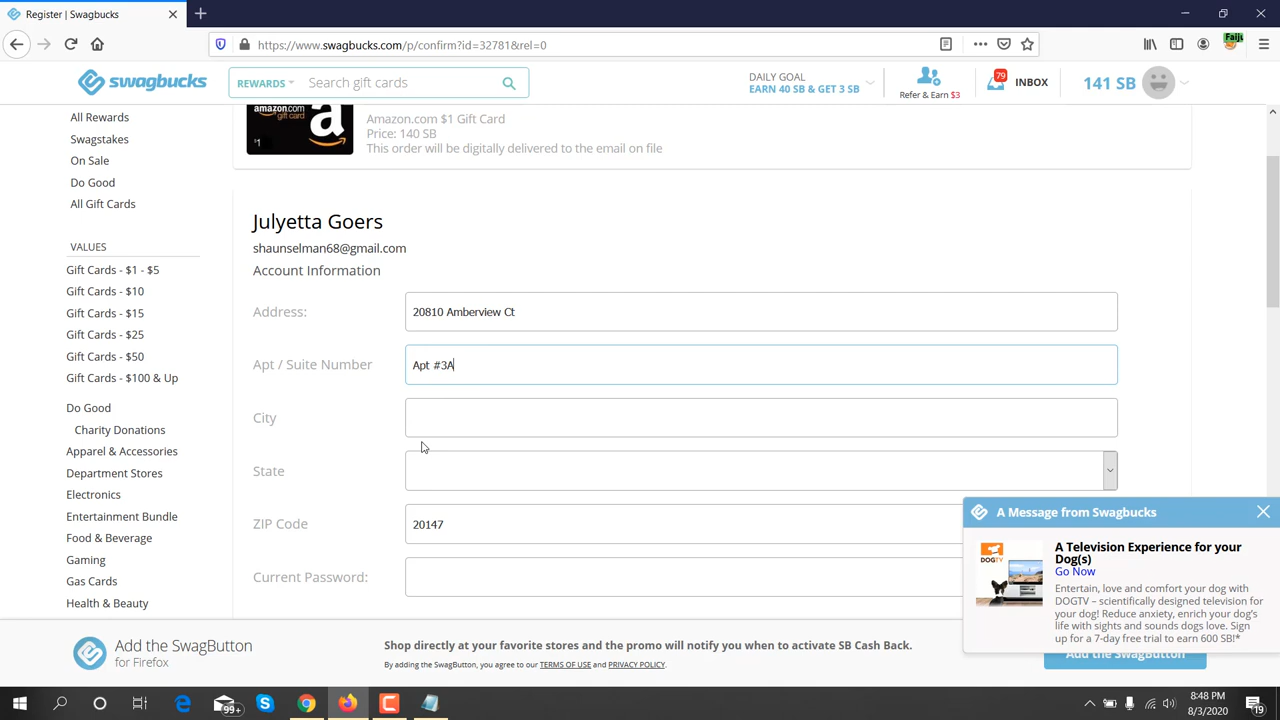 Register | Swagbucks
https://www.swagbucks.com/p/confirm?id=32781&rel=0
Faiju
swagbucks
REWARDS
Search gift cards
DAILY GOAL
EARN 40 SB & GET 3 SB
Refer & Earn $3
79
INBOX
141 SB
All Rewards
Swagstakes
On Sale
Do Good
All Gift Cards
VALUES
Gift Cards - $1 - $5
Gift Cards - $10
Gift Cards - $15
Gift Cards - $25
Gift Cards - $50
Gift Cards - $100 & Up
Do Good
Charity Donations
Apparel & Accessories
Department Stores
Electronics
Entertainment Bundle
Food & Beverage
Gaming
Gas Cards
Health & Beauty
amazon.com
gift card
a
$1
Amazon.com $1 Gift Card
Price: 140 SB
This order will be digitally delivered to the email on file
Julyetta Goers
shaunselman68@gmail.com
Account Information
Address:
20810 Amberview Ct
Apt / Suite Number
Apt #3A
City
State
ZIP Code
20147
Current Password:
A Message from Swagbucks
DOGTV
A Television Experience for your
Dog(s)
Go Now
Entertain, love and comfort your dog with
DOGTV – scientifically designed television for
your dog! Reduce anxiety, enrich your dog's
life with sights and sounds dogs love. Sign
up for a 7-day free trial to earn 600 SB!*
Add the SwagButton
for Firefox
Shop directly at your favorite stores and the promo will notify you when to activate SB Cash Back.
By adding the SwagButton, you agree to our TERMS OF USE and PRIVACY POLICY.
Add the SwagButton
99+
8:48 PM
8/3/2020
19